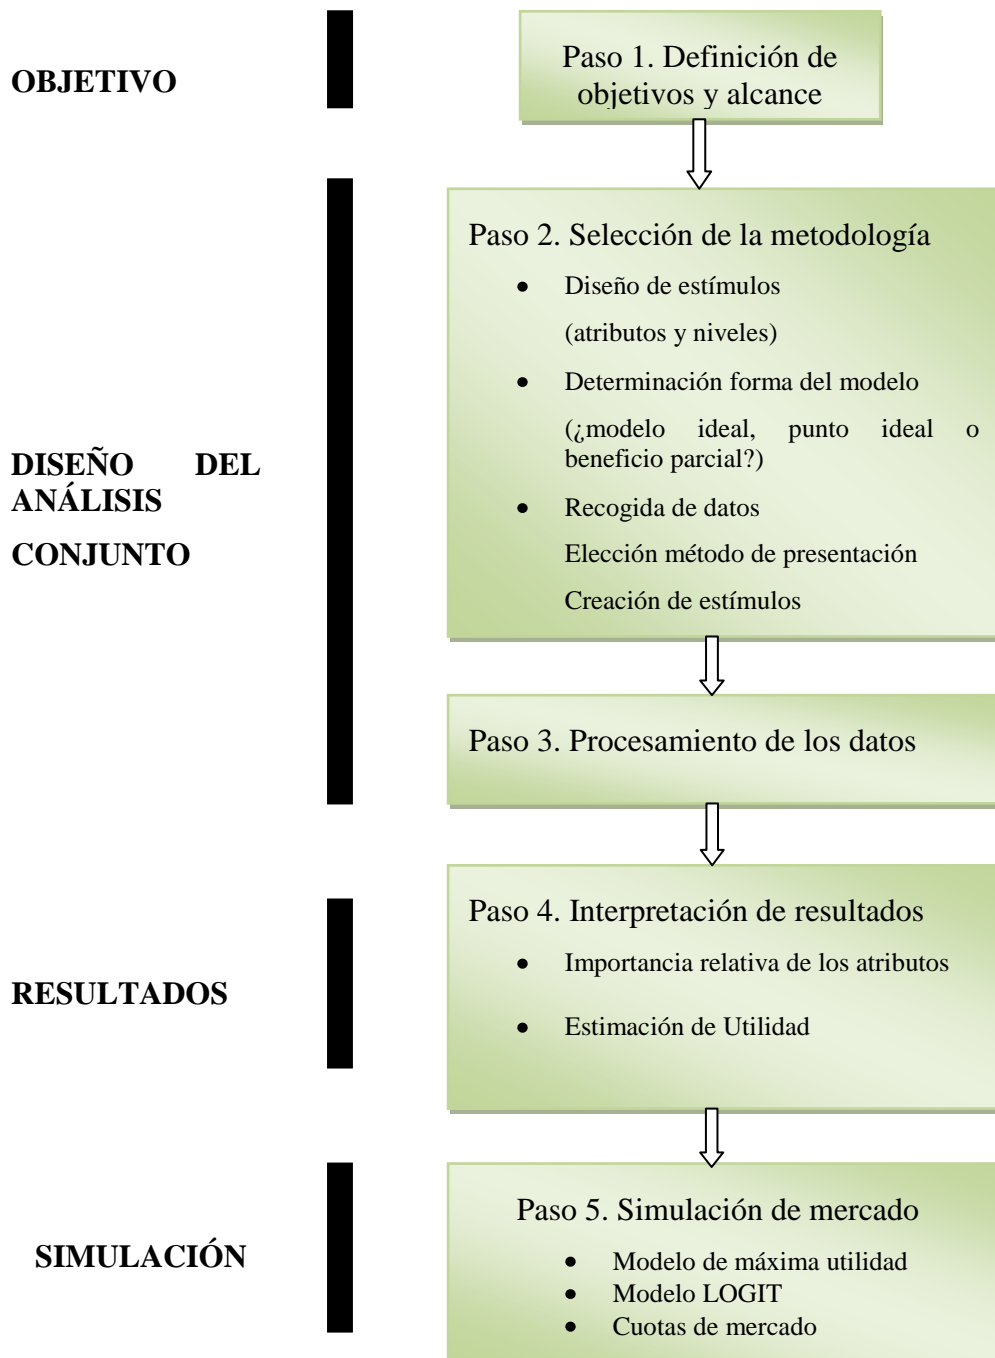 OBJETIVO
Paso 1. Definición de
objetivos y alcance
DISEÑO DEL
ANÁLISIS
CONJUNTO
Paso 2. Selección de la metodología
• Diseño de estímulos
(atributos y niveles)
• Determinación forma del modelo
(¿modelo ideal, punto ideal o
beneficio parcial?)
• Recogida de datos
Elección método de presentación
Creación de estímulos
Paso 3. Procesamiento de los datos
RESULTADOS
Paso 4. Interpretación de resultados
• Importancia relativa de los atributos
• Estimación de Utilidad
SIMULACIÓN
Paso 5. Simulación de mercado
• Modelo de máxima utilidad
• Modelo LOGIT
• Cuotas de mercado